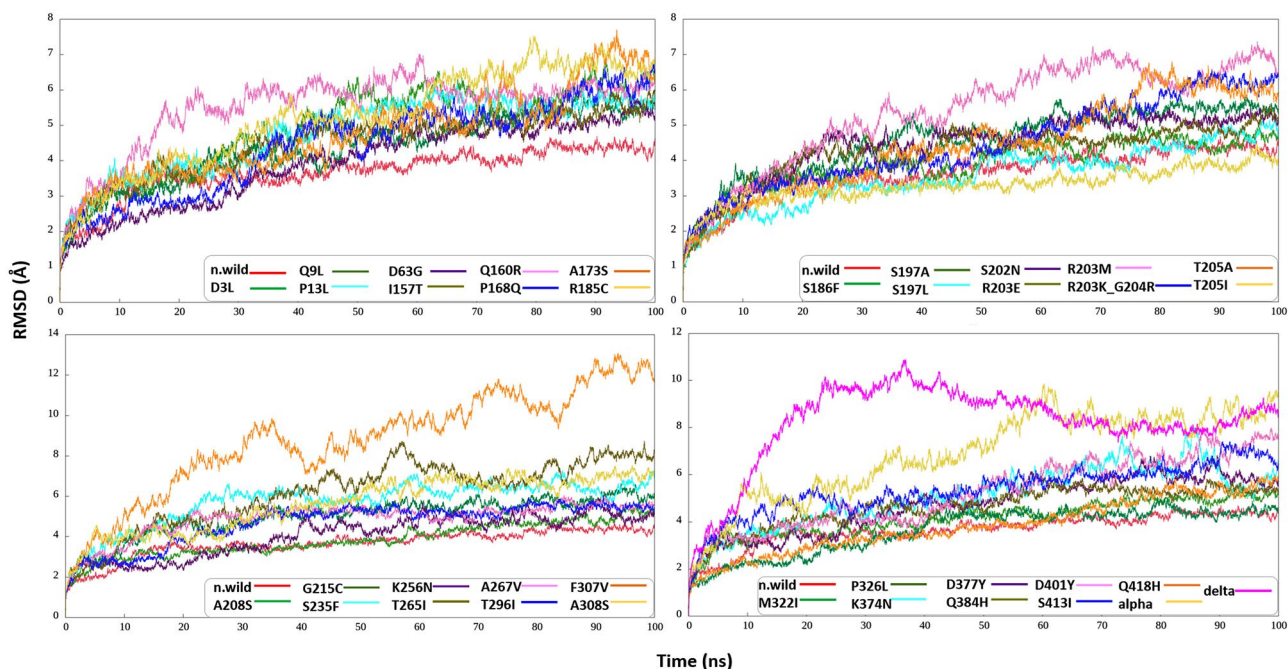 8
7
6
5
4
3
2
1
0
0 10 20 30 40 50 60 70 80 90 100
n.wild Q9L D63G Q160R A173S
D3L P13L I157T P168Q R185C
8
7
6
5
4
3
2
1
0
0 10 20 30 40 50 60 70 80 90 100
n.wild S197A S202N R203M T205A
S186F S197L R203E R203K_G204R T205I
RMSD (Å)
14
12
10
8
6
4
2
0
0 10 20 30 40 50 60 70 80 90 100
n.wild G215C K256N A267V F307V
A208S S235F T265I T296I A308S
12
10
8
6
4
2
0
0 10 20 30 40 50 60 70 80 90 100
n.wild P326L D377Y D401Y Q418H delta
M322I K374N Q384H S413I alpha
Time (ns)